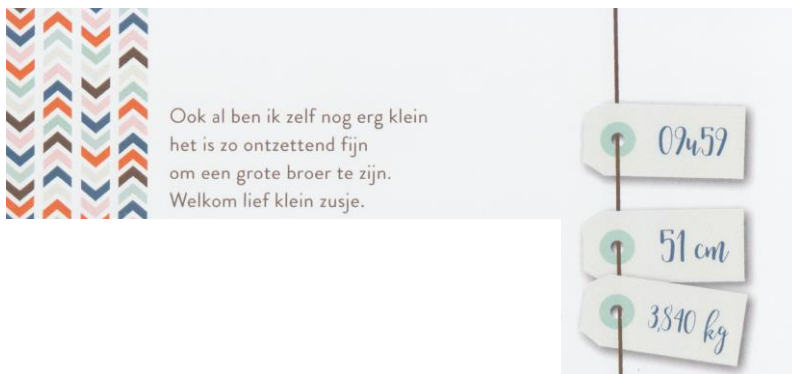 Ook al ben ik zelf nog erg klein
het is zo ontzettend fijn
om een grote broer te zijn.
Welkom lief klein zusje.
09u59
51 cm
3,840 kg